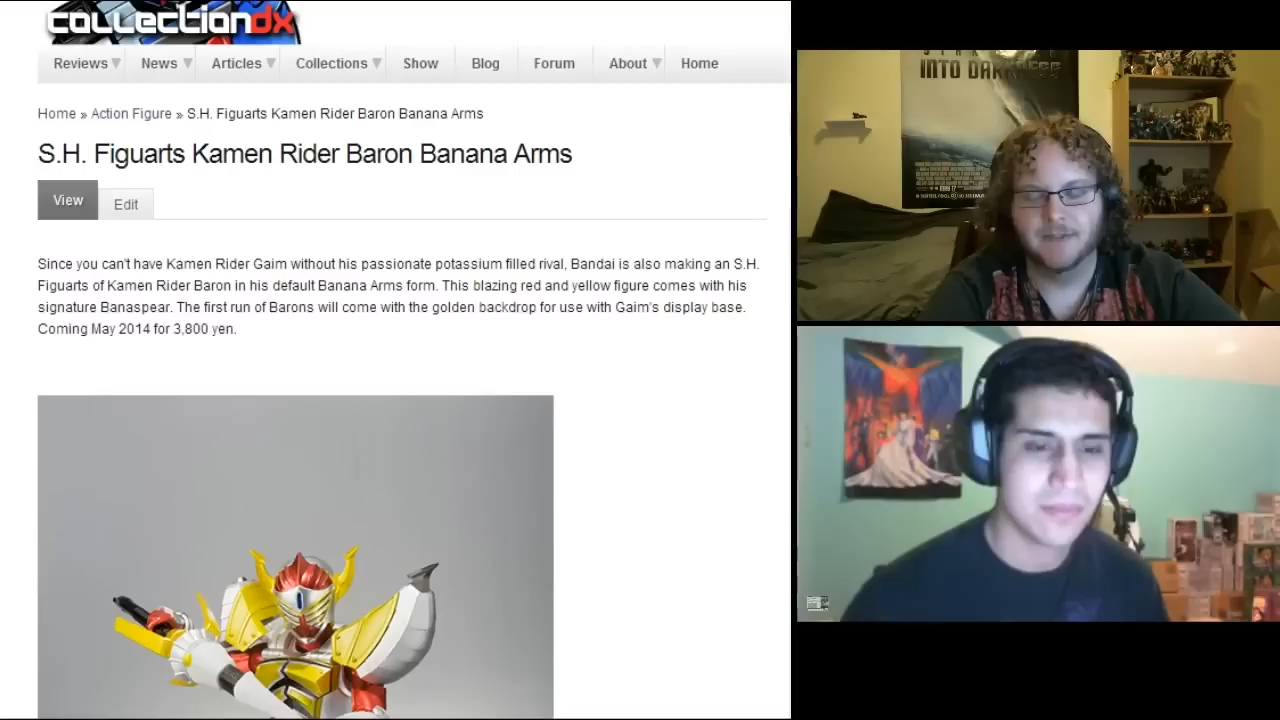 collectiondx
Reviews News Articles Collections Show Blog Forum About Home
Home » Action Figure » S.H. Figuarts Kamen Rider Baron Banana Arms
S.H. Figuarts Kamen Rider Baron Banana Arms
View Edit
Since you can't have Kamen Rider Gaim without his passionate potassium filled rival, Bandai is also making an S.H.
Figuarts of Kamen Rider Baron in his default Banana Arms form. This blazing red and yellow figure comes with his
signature Banaspear. The first run of Barons will come with the golden backdrop for use with Gaim's display base.
Coming May 2014 for 3,800 yen.
INTO DARKNESS